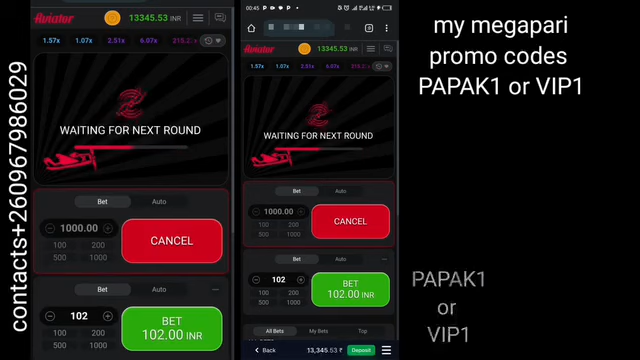 contacts+260967986029
Aviator
13345.53 INR
1.57x
1.07x
2.51x
6.07x
WAITING FOR NEXT ROUND
Bet
Auto
1000.00
100
200
500
1000
CANCEL
Bet
Auto
102
100
200
500
1000
BET
102.00 INR
00:45
Aviator
13345.53 INR
1.57x
1.07x
2.51x
6.07x
WAITING FOR NEXT ROUND
Bet
Auto
1000.00
100
200
500
1000
CANCEL
Bet
Auto
102
100
200
500
1000
BET
102.00 INR
All Bets
My Bets
Top
Back
13,345.53 ₹
Deposit
my megapari
promo codes
PAPAK1 or VIP1
PAPAK1
or
VIP1